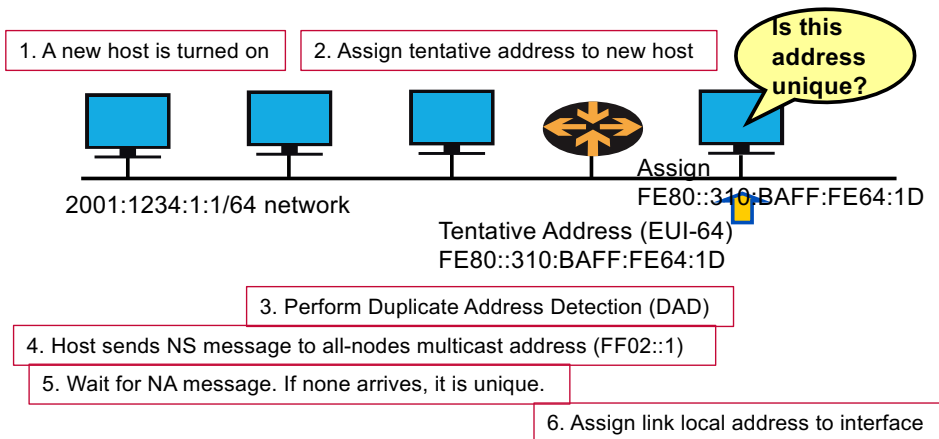 1. A new host is turned on
2. Assign tentative address to new host
Is this
address
unique?
Assign
FE80::310:BAFF:FE64:1D
2001:1234:1:1/64 network
Tentative Address (EUI-64)
FE80::310:BAFF:FE64:1D
3. Perform Duplicate Address Detection (DAD)
4. Host sends NS message to all-nodes multicast address (FF02::1)
5. Wait for NA message. If none arrives, it is unique.
6. Assign link local address to interface